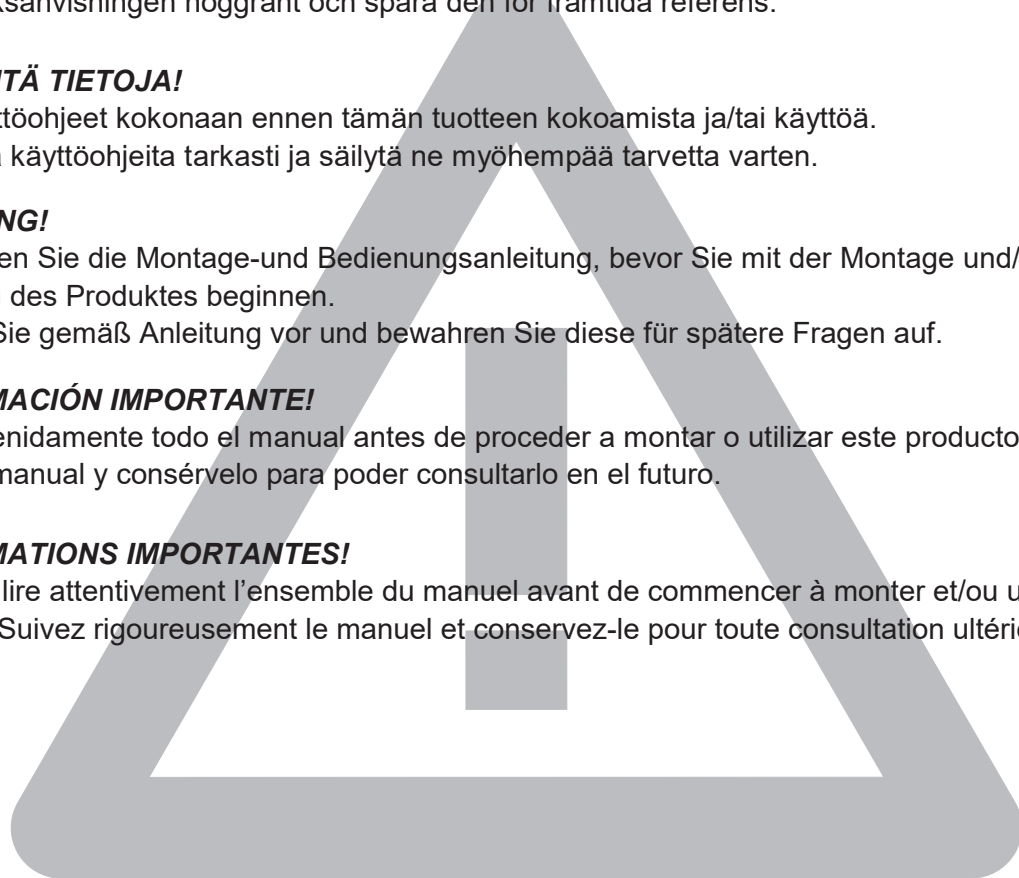 sanvisningen noggrant och spara den för framtida referens.
TÄ TIETOJA!
ttöohjeet kokonaan ennen tämän tuotteen kokoamista ja/tai käyttöä.
käyttöohjeita tarkasti ja säilytä ne myöhempää tarvetta varten.
NG!
en Sie die Montage-und Bedienungsanleitung, bevor Sie mit der Montage und/
des Produktes beginnen.
Sie gemäß Anleitung vor und bewahren Sie diese für spätere Fragen auf.
MACIÓN IMPORTANTE!
enidamente todo el manual antes de proceder a montar o utilizar este producto
manual y consérvelo para poder consultarlo en el futuro.
MATIONS IMPORTANTES!
lire attentivement l’ensemble du manuel avant de commencer à monter et/ou u
Suivez rigoureusement le manuel et conservez-le pour toute consultation ultéri